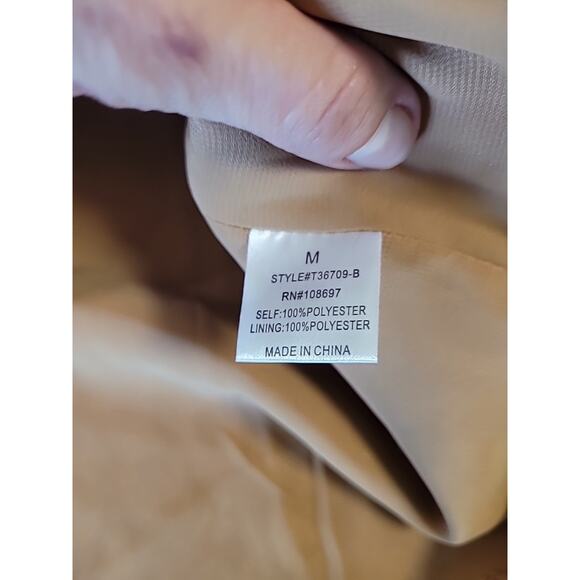 M
STYLE#T36709-B
RN#108697
SELF:100%POLYESTER
LINING:100%POLYESTER
MADE IN CHINA